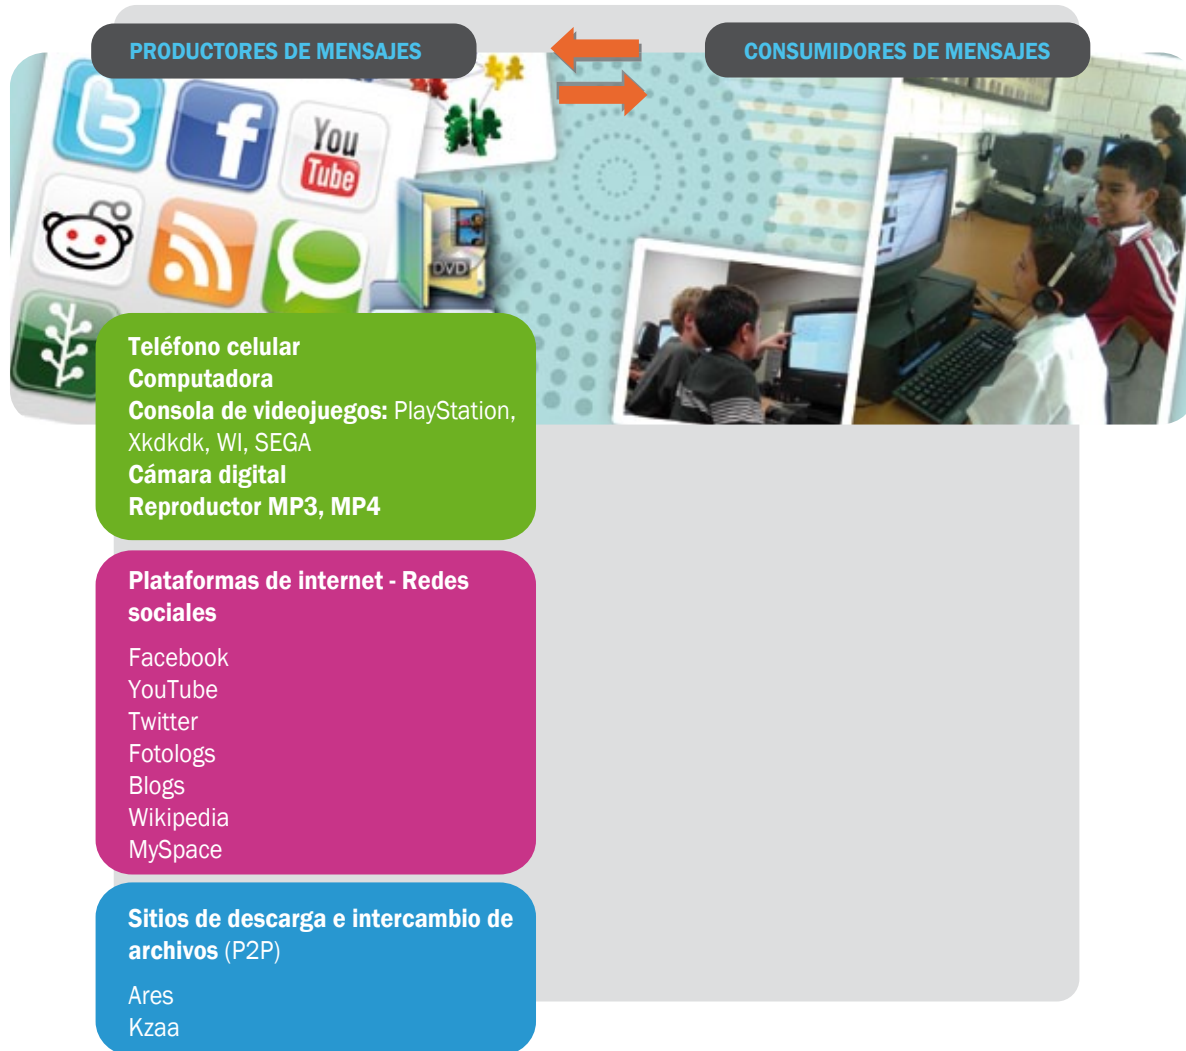 PRODUCTORES DE MENSAJES
CONSUMIDORES DE MENSAJES
You
Tube
DVD
Teléfono celular
Computadora
Consola de videojuegos: PlayStation,
Xkdkdk, WI, SEGA
Cámara digital
Reproductor MP3, MP4
Plataformas de internet - Redes
sociales
Facebook
YouTube
Twitter
Fotologs
Blogs
Wikipedia
MySpace
Sitios de descarga e intercambio de
archivos (P2P)
Ares
Kzaa